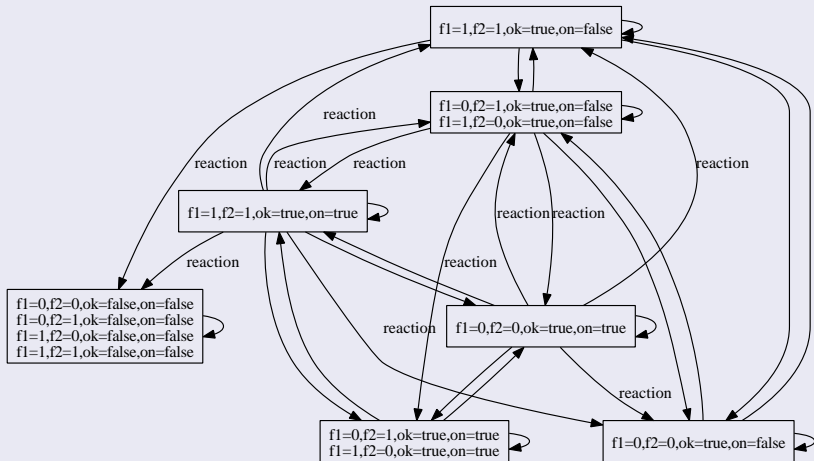 f1=1,f2=1,ok=true,on=false
f1=0,f2=1,ok=true,on=false
f1=1,f2=0,ok=true,on=false
reaction
reaction
reaction
reaction
f1=1,f2=1,ok=true,on=true
reaction
reaction
reaction
reaction
f1=0,f2=0,ok=false,on=false
f1=0,f2=1,ok=false,on=false
f1=1,f2=0,ok=false,on=false
f1=1,f2=1,ok=false,on=false
reaction
f1=0,f2=0,ok=true,on=true
reaction
f1=0,f2=1,ok=true,on=true
f1=1,f2=0,ok=true,on=true
f1=0,f2=0,ok=true,on=false